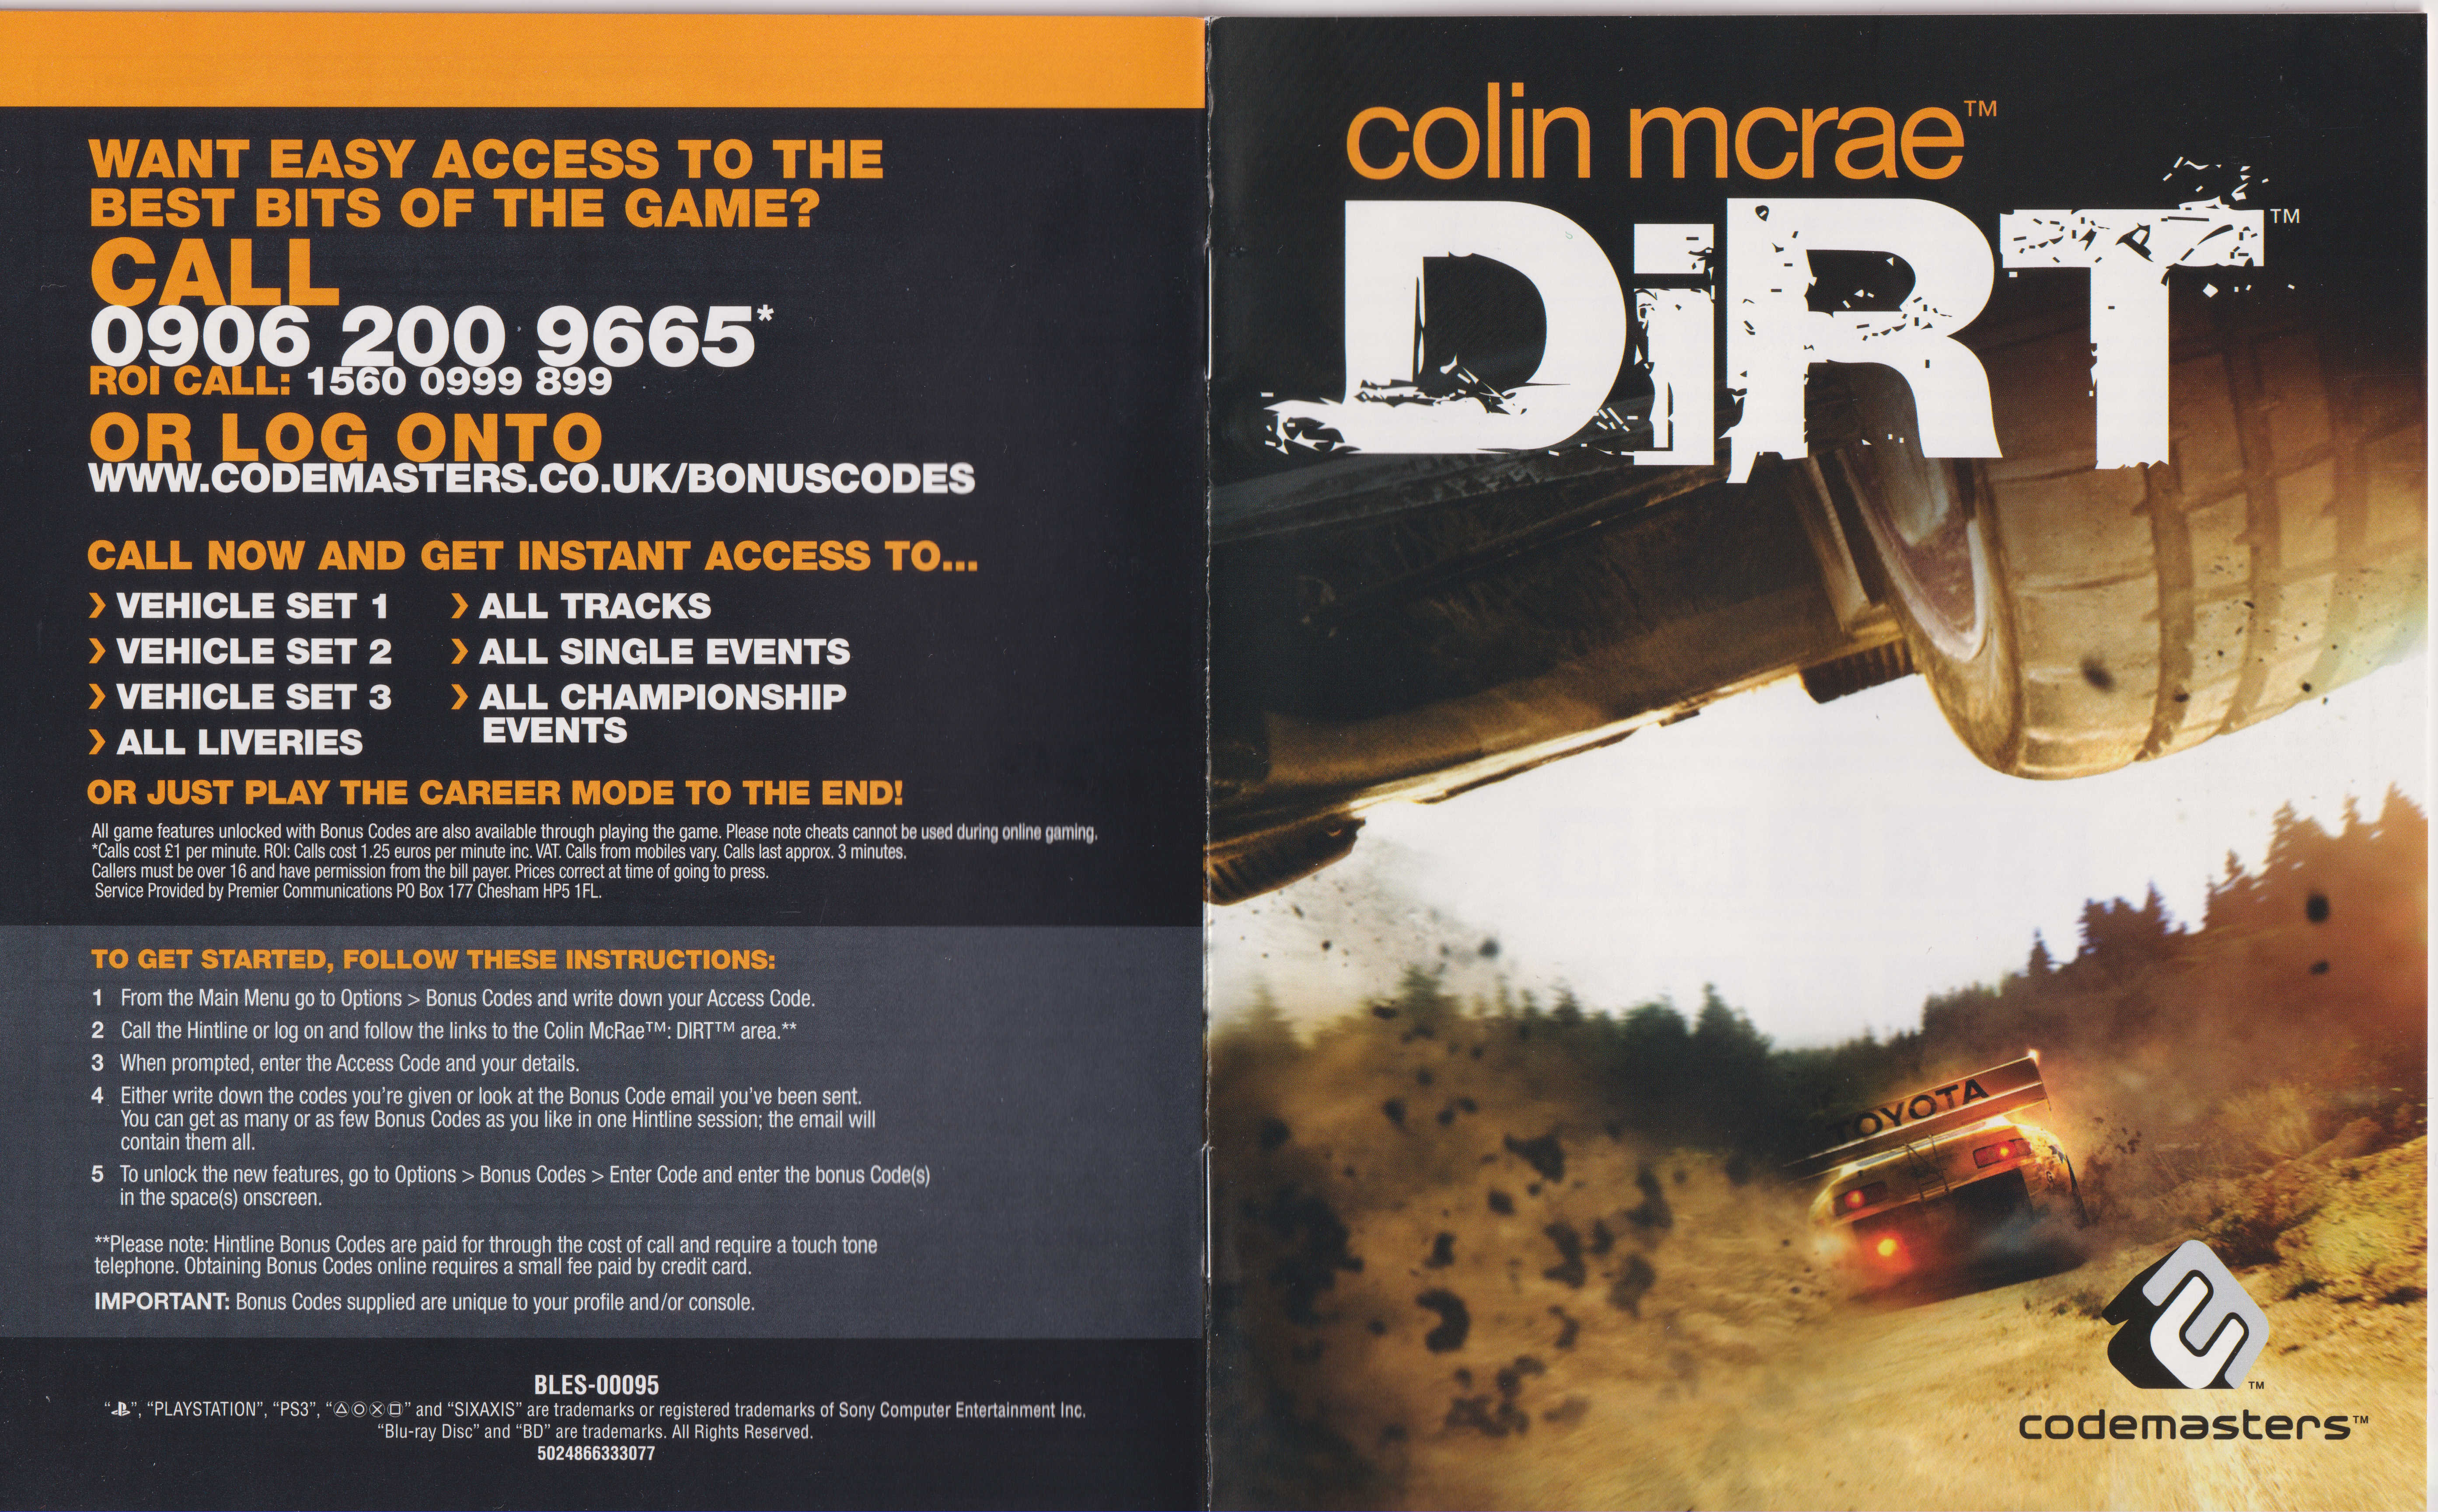 WANT EASY ACCESS TO THE
BEST BITS OF THE GAME?
CALL
0906 200 9665*
ROI CALL: 1560 0999 899
OR LOG ONTO
WWW.CODEMASTERS.CO.UK/BONUSCODES
CALL NOW AND GET INSTANT ACCESS TO...
› VEHICLE SET 1
› VEHICLE SET 2
› VEHICLE SET 3
› ALL LIVERIES
› ALL TRACKS
› ALL SINGLE EVENTS
› ALL CHAMPIONSHIP
EVENTS
OR JUST PLAY THE CAREER MODE TO THE END!
All game features unlocked with Bonus Codes are also available through playing the game. Please note cheats cannot be used during online gaming.
*Calls cost £1 per minute. ROI: Calls cost 1.25 euros per minute inc. VAT. Calls from mobiles vary. Calls last approx. 3 minutes.
Callers must be over 16 and have permission from the bill payer. Prices correct at time of going to press.
Service Provided by Premier Communications PO Box 177 Chesham HP5 1FL.
TO GET STARTED, FOLLOW THESE INSTRUCTIONS:
1 From the Main Menu go to Options > Bonus Codes and write down your Access Code.
2 Call the Hintline or log on and follow the links to the Colin McRae™: DIRT™ area.**
3 When prompted, enter the Access Code and your details.
4 Either write down the codes you're given or look at the Bonus Code email you've been sent.
You can get as many or as few Bonus Codes as you like in one Hintline session; the email will
contain them all.
5 To unlock the new features, go to Options > Bonus Codes > Enter Code and enter the bonus Code(s)
in the space(s) onscreen.
**Please note: Hintline Bonus Codes are paid for through the cost of call and require a touch tone
telephone. Obtaining Bonus Codes online requires a small fee paid by credit card.
IMPORTANT: Bonus Codes supplied are unique to your profile and/or console.
BLES-00095
“ ”, “PLAYSTATION”, “PS3”, “△○✕□” and “SIXAXIS” are trademarks or registered trademarks of Sony Computer Entertainment Inc.
“Blu-ray Disc” and “BD” are trademarks. All Rights Reserved.
5024866333077
colin mcrae™
DiRT™
TOYOTA
™
codemasters™